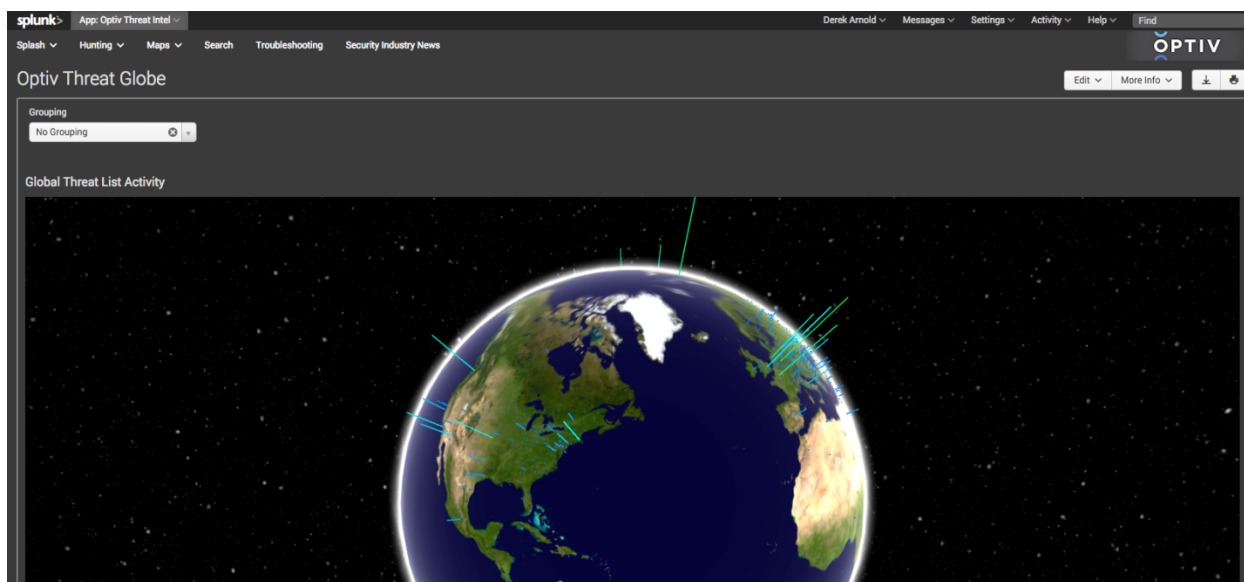 splunk> App: Optiv Threat Intel Derek Arnold Messages Settings Activity Help Find
Splash Hunting Maps Search Troubleshooting Security Industry News OPTIV
Optiv Threat Globe Edit More Info
Grouping
No Grouping
Global Threat List Activity